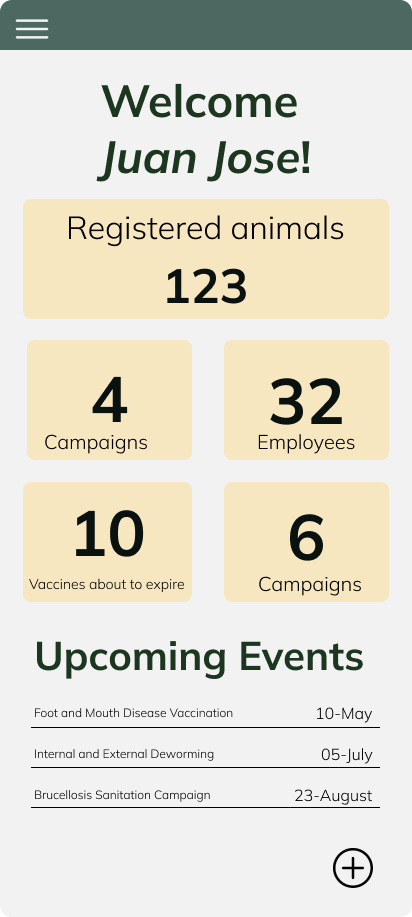 Welcome
Juan Jose!
Registered animals
123
4
Campaigns
32
Employees
10
Vaccines about to expire
6
Campaigns
Upcoming Events
Foot and Mouth Disease Vaccination 10-May
Internal and External Deworming 05-July
Brucellosis Sanitation Campaign 23-August